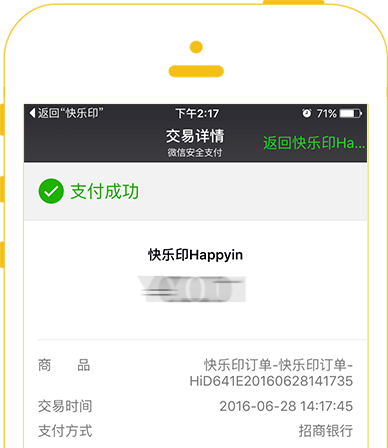 返回“快乐印” 下午2:17 71%
交易详情
微信安全支付
返回快乐印Ha...
支付成功
快乐印Happyin
商 品 快乐印订单-快乐印订单-
HiD641E20160628141735
交易时间 2016-06-28 14:17:45
支付方式 招商银行